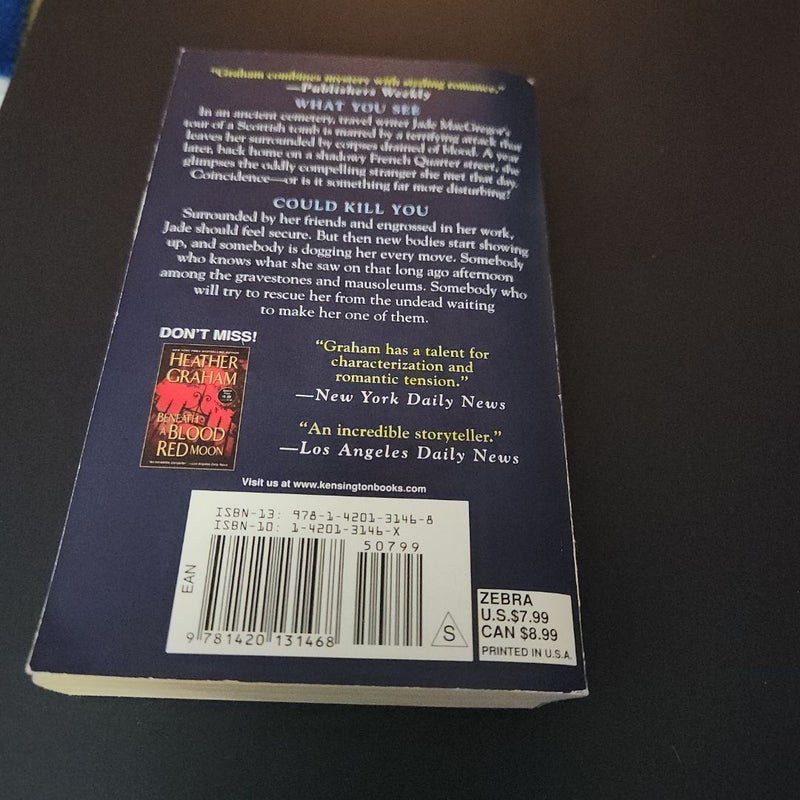 "Graham combines mystery with sizzling romance."
—Publishers Weekly
WHAT YOU SEE
In an ancient cemetery, travel writer Jade MacGregor's
tour of a Scottish tomb is marred by a terrifying attack that
leaves her surrounded by corpses drained of blood. A year
later, back home on a shadowy French Quarter street, she
glimpses the oddly compelling stranger she met that day.
Coincidence—or is it something far more disturbing?
COULD KILL YOU
Surrounded by her friends and engrossed in her work,
Jade should feel secure. But then new bodies start showing
up, and somebody is dogging her every move. Somebody
who knows what she saw on that long ago afternoon
among the gravestones and mausoleums. Somebody who
will try to rescue her from the undead waiting
to make her one of them.
DON'T MISS!
HEATHER
GRAHAM
BENEATH
A BLOOD
RED MOON
"Graham has a talent for
characterization and
romantic tension."
—New York Daily News
"An incredible storyteller."
—Los Angeles Daily News
Visit us at www.kensingtonbooks.com
ISBN-13: 978-1-4201-3146-8
ISBN-10: 1-4201-3146-X
50799
EAN
9 781420 131468
S
ZEBRA
U.S.$7.99
CAN $8.99
PRINTED IN U.S.A.